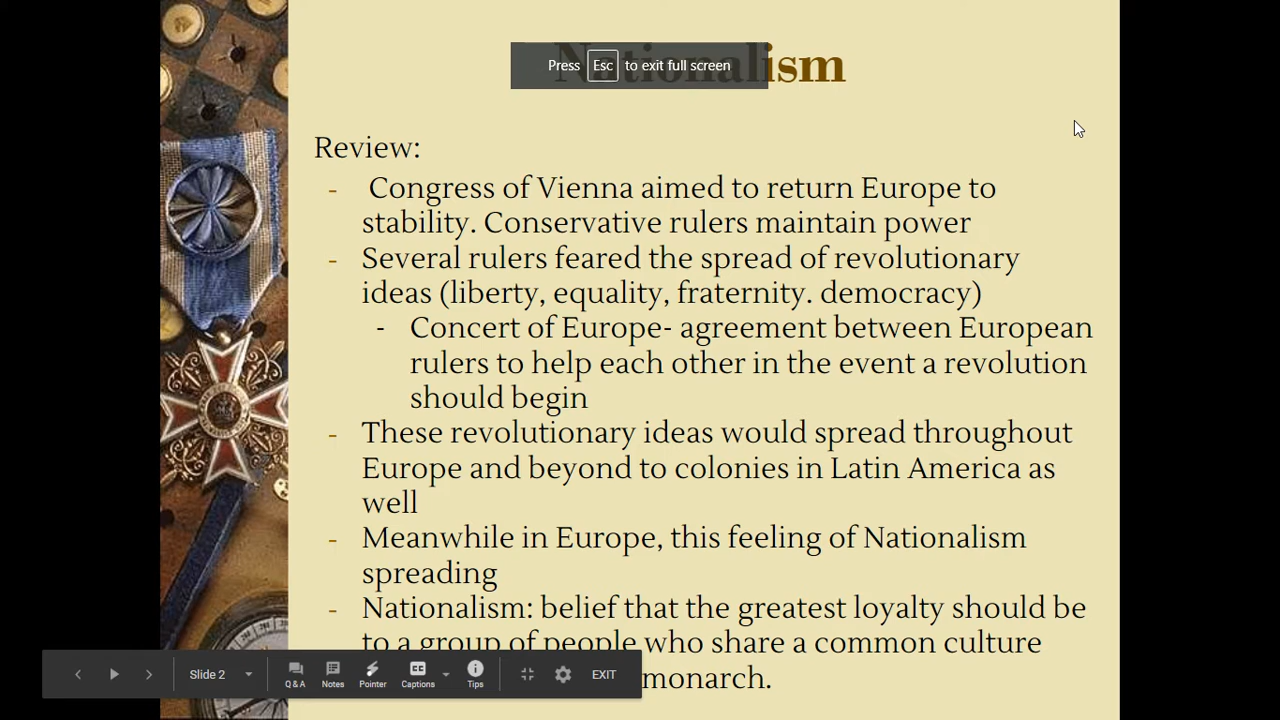 Nationalism
Press Esc to exit full screen
Review:
- Congress of Vienna aimed to return Europe to
stability. Conservative rulers maintain power
- Several rulers feared the spread of revolutionary
ideas (liberty, equality, fraternity. democracy)
- Concert of Europe- agreement between European
rulers to help each other in the event a revolution
should begin
- These revolutionary ideas would spread throughout
Europe and beyond to colonies in Latin America as
well
- Meanwhile in Europe, this feeling of Nationalism
spreading
- Nationalism: belief that the greatest loyalty should be
to a group of people who share a common culture
monarch.
Slide 2
Q & A
Notes
Pointer
CC
Captions
Tips
EXIT